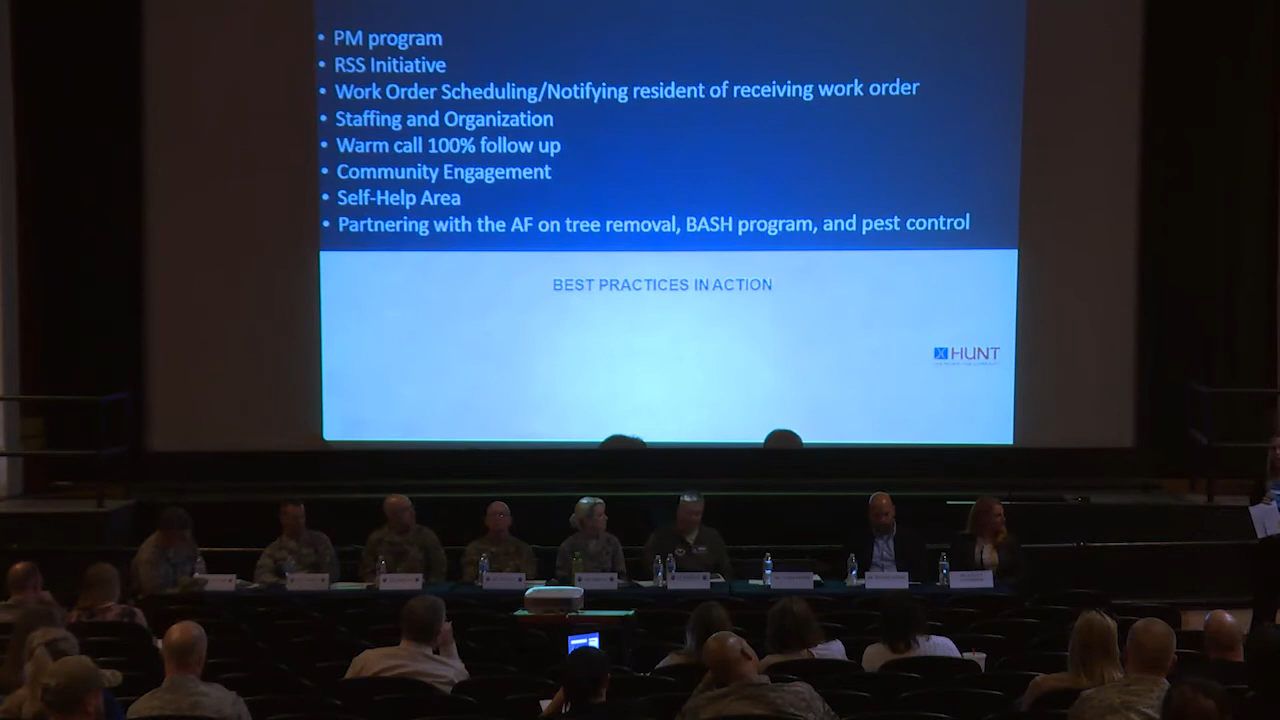 • PM program
• RSS Initiative
• Work Order Scheduling/Notifying resident of receiving work order
• Staffing and Organization
• Warm call 100% follow up
• Community Engagement
• Self-Help Area
• Partnering with the AF on tree removal, BASH program, and pest control
BEST PRACTICES IN ACTION
HUNT